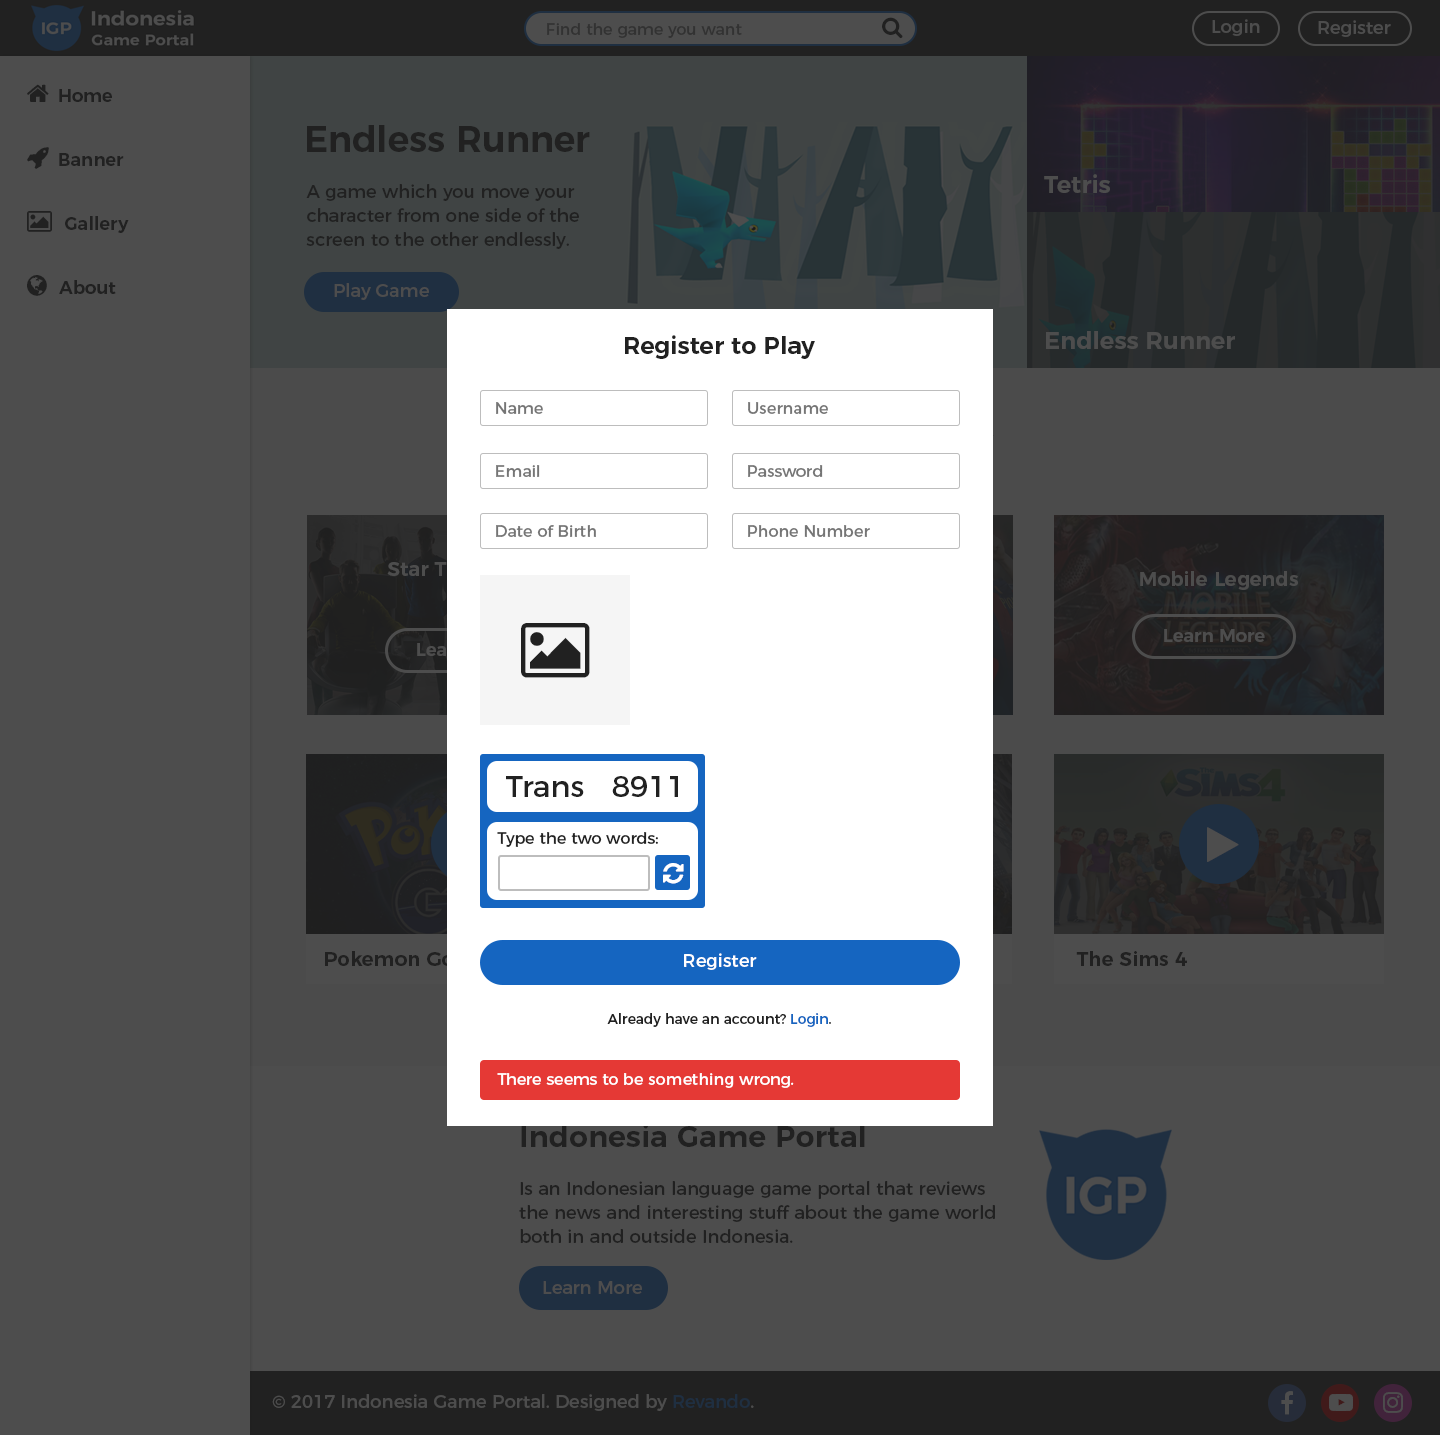 IGP
Indonesia
Game Portal
Find the game you want
Login
Register
Home
Banner
Gallery
About
Endless Runner
A game which you move your
character from one side of the
screen to the other endlessly.
Play Game
Tetris
Endless Runner
Register to Play
Name
Username
Email
Password
Date of Birth
Phone Number
Trans 8911
Type the two words:
Register
Already have an account? Login.
There seems to be something wrong.
Star T
Lea
Mobile Legends
MOBILE
LEGENDS
Learn More
Pokemon Go
SIMS4
The Sims 4
Indonesia Game Portal
Is an Indonesian language game portal that reviews
the news and interesting stuff about the game world
both in and outside Indonesia.
Learn More
IGP
© 2017 Indonesia Game Portal. Designed by Revando.